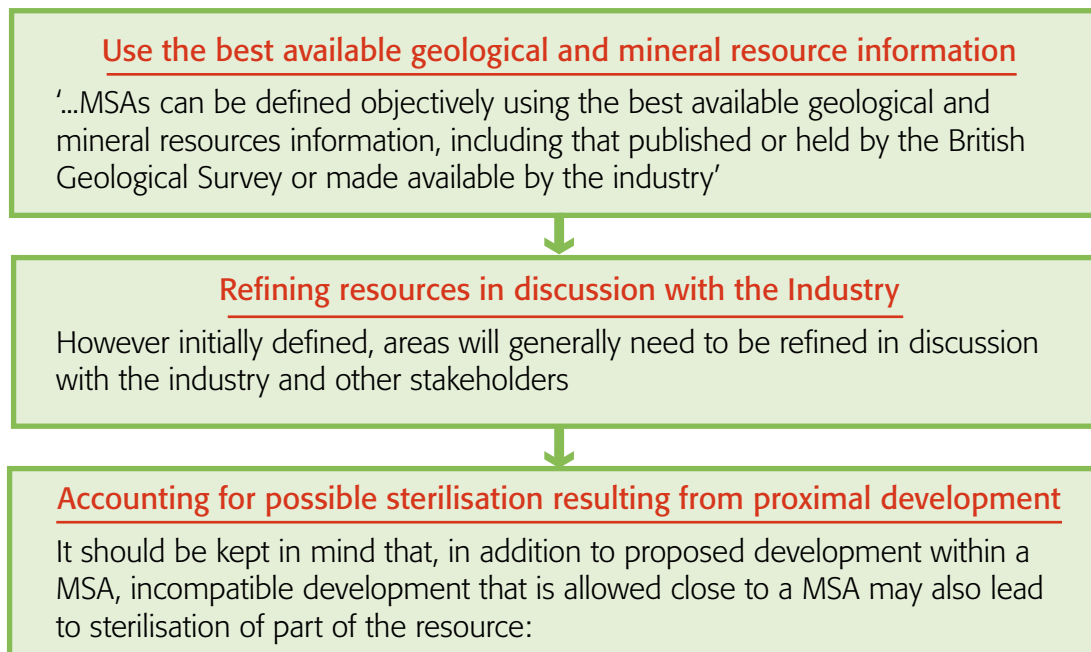 Use the best available geological and mineral resource information
‘...MSAs can be defined objectively using the best available geological and
mineral resources information, including that published or held by the British
Geological Survey or made available by the industry’
Refining resources in discussion with the Industry
However initially defined, areas will generally need to be refined in discussion
with the industry and other stakeholders
Accounting for possible sterilisation resulting from proximal development
It should be kept in mind that, in addition to proposed development within a
MSA, incompatible development that is allowed close to a MSA may also lead
to sterilisation of part of the resource: